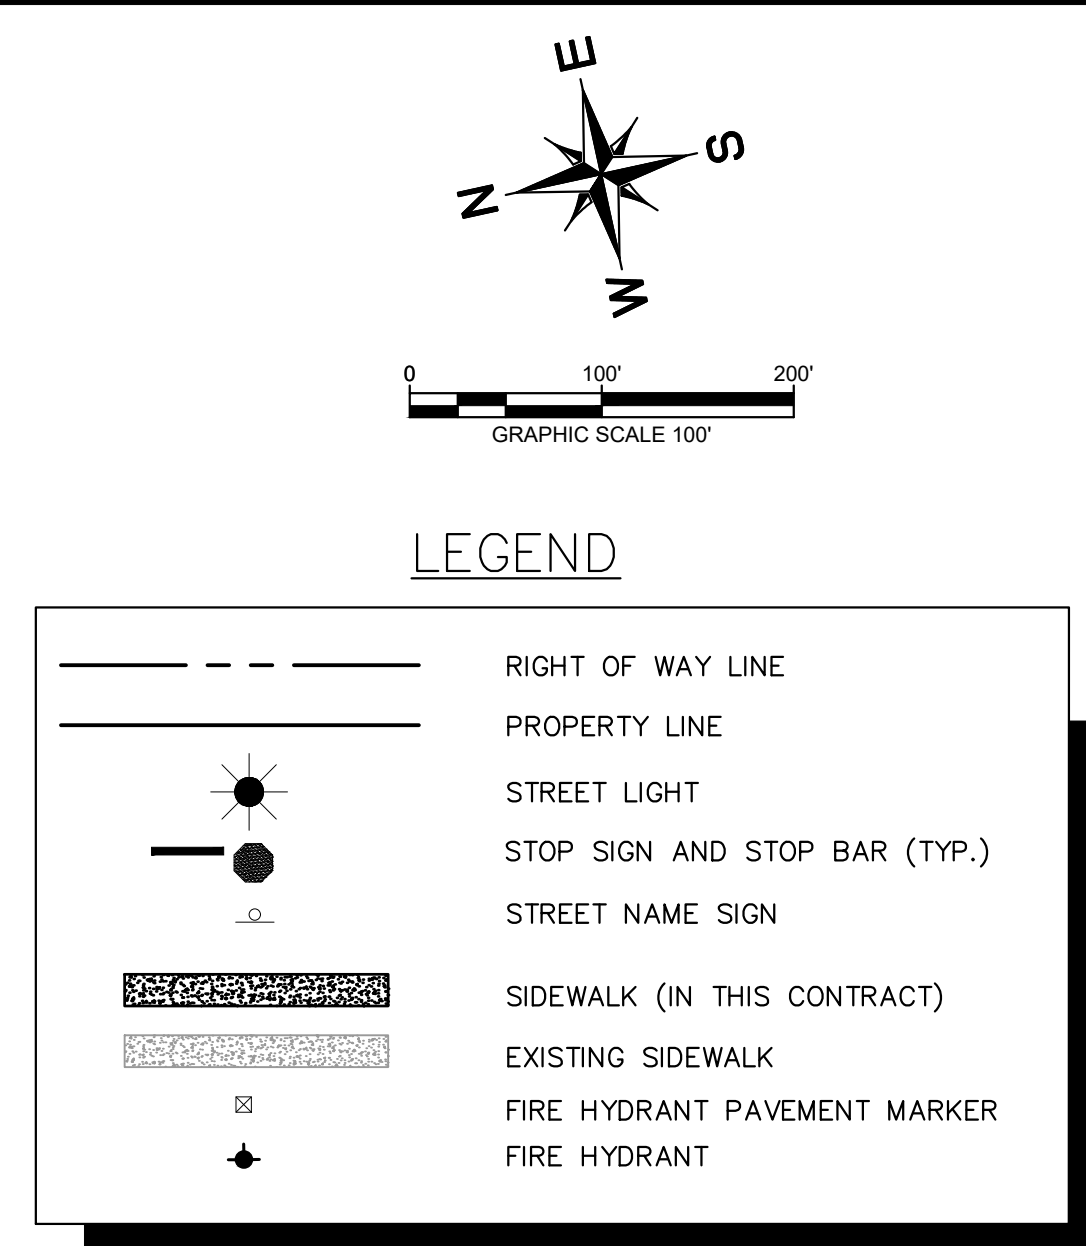 E
S
N
W
0 100' 200'
GRAPHIC SCALE 100'
LEGEND
RIGHT OF WAY LINE
PROPERTY LINE
STREET LIGHT
STOP SIGN AND STOP BAR (TYP.)
STREET NAME SIGN
SIDEWALK (IN THIS CONTRACT)
EXISTING SIDEWALK
FIRE HYDRANT PAVEMENT MARKER
FIRE HYDRANT